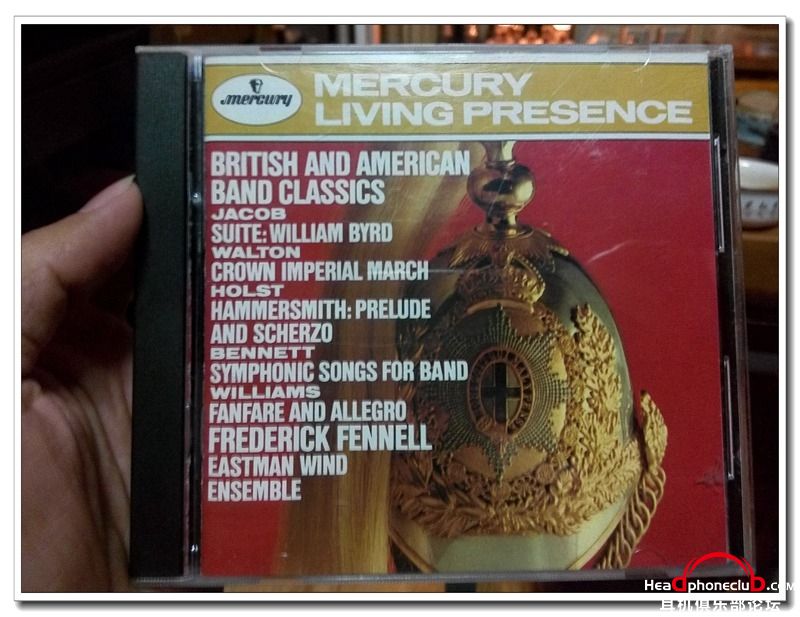 mercury
MERCURY
LIVING PRESENCE
BRITISH AND AMERICAN
BAND CLASSICS
JACOB
SUITE: WILLIAM BYRD
WALTON
CROWN IMPERIAL MARCH
HOLST
HAMMERSMITH: PRELUDE
AND SCHERZO
BENNETT
SYMPHONIC SONGS FOR BAND
WILLIAMS
FANFARE AND ALLEGRO
FREDERICK FENNELL
EASTMAN WIND
ENSEMBLE
HeadphoneclubD.com
耳机俱乐部论坛